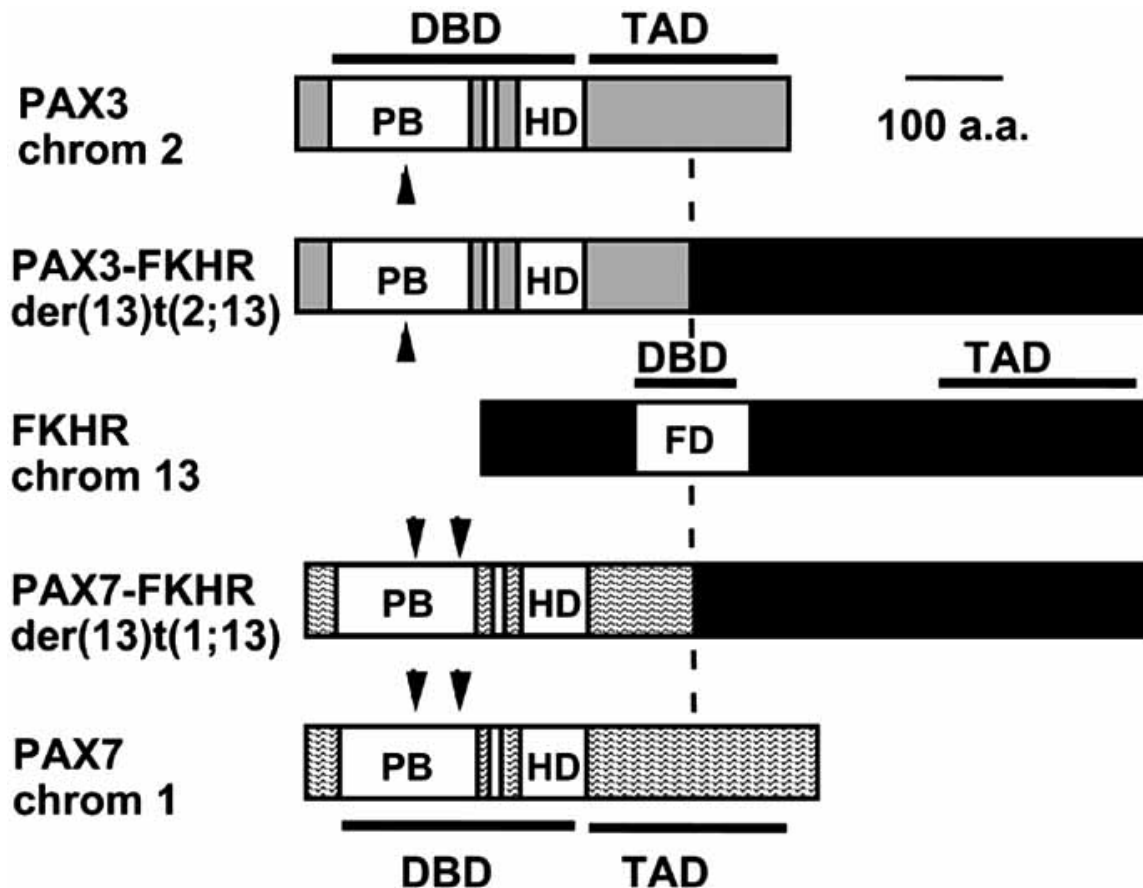 DBD TAD
PAX3
chrom 2
PB HD
100 a.a.
PAX3-FKHR
der(13)t(2;13)
PB HD
DBD TAD
FKHR
chrom 13
FD
PAX7-FKHR
der(13)t(1;13)
PB HD
PAX7
chrom 1
PB HD
DBD TAD